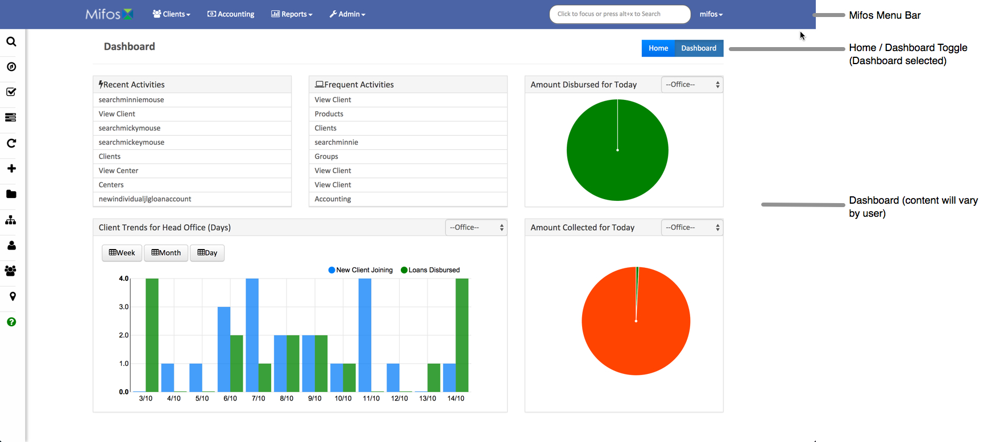 Mifos
Clients
Accounting
Reports
Admin
Click to focus or press alt+x to Search
mifos
Mifos Menu Bar
Dashboard
Home
Dashboard
Home / Dashboard Toggle
(Dashboard selected)
Recent Activities
searchminniemouse
View Client
searchmickymouse
searchmickeymouse
Clients
View Center
Centers
newindividualjlgloanaccount
Frequent Activities
View Client
Products
Clients
searchminnie
Groups
View Client
View Client
Accounting
Amount Disbursed for Today
--Office--
Dashboard (content will vary
by user)
Client Trends for Head Office (Days)
--Office--
Week
Month
Day
New Client Joining
Loans Disbursed
4.0
3.0
2.0
1.0
0.0
3/10 4/10 5/10 6/10 7/10 8/10 9/10 10/10 11/10 12/10 13/10 14/10
Amount Collected for Today
--Office--